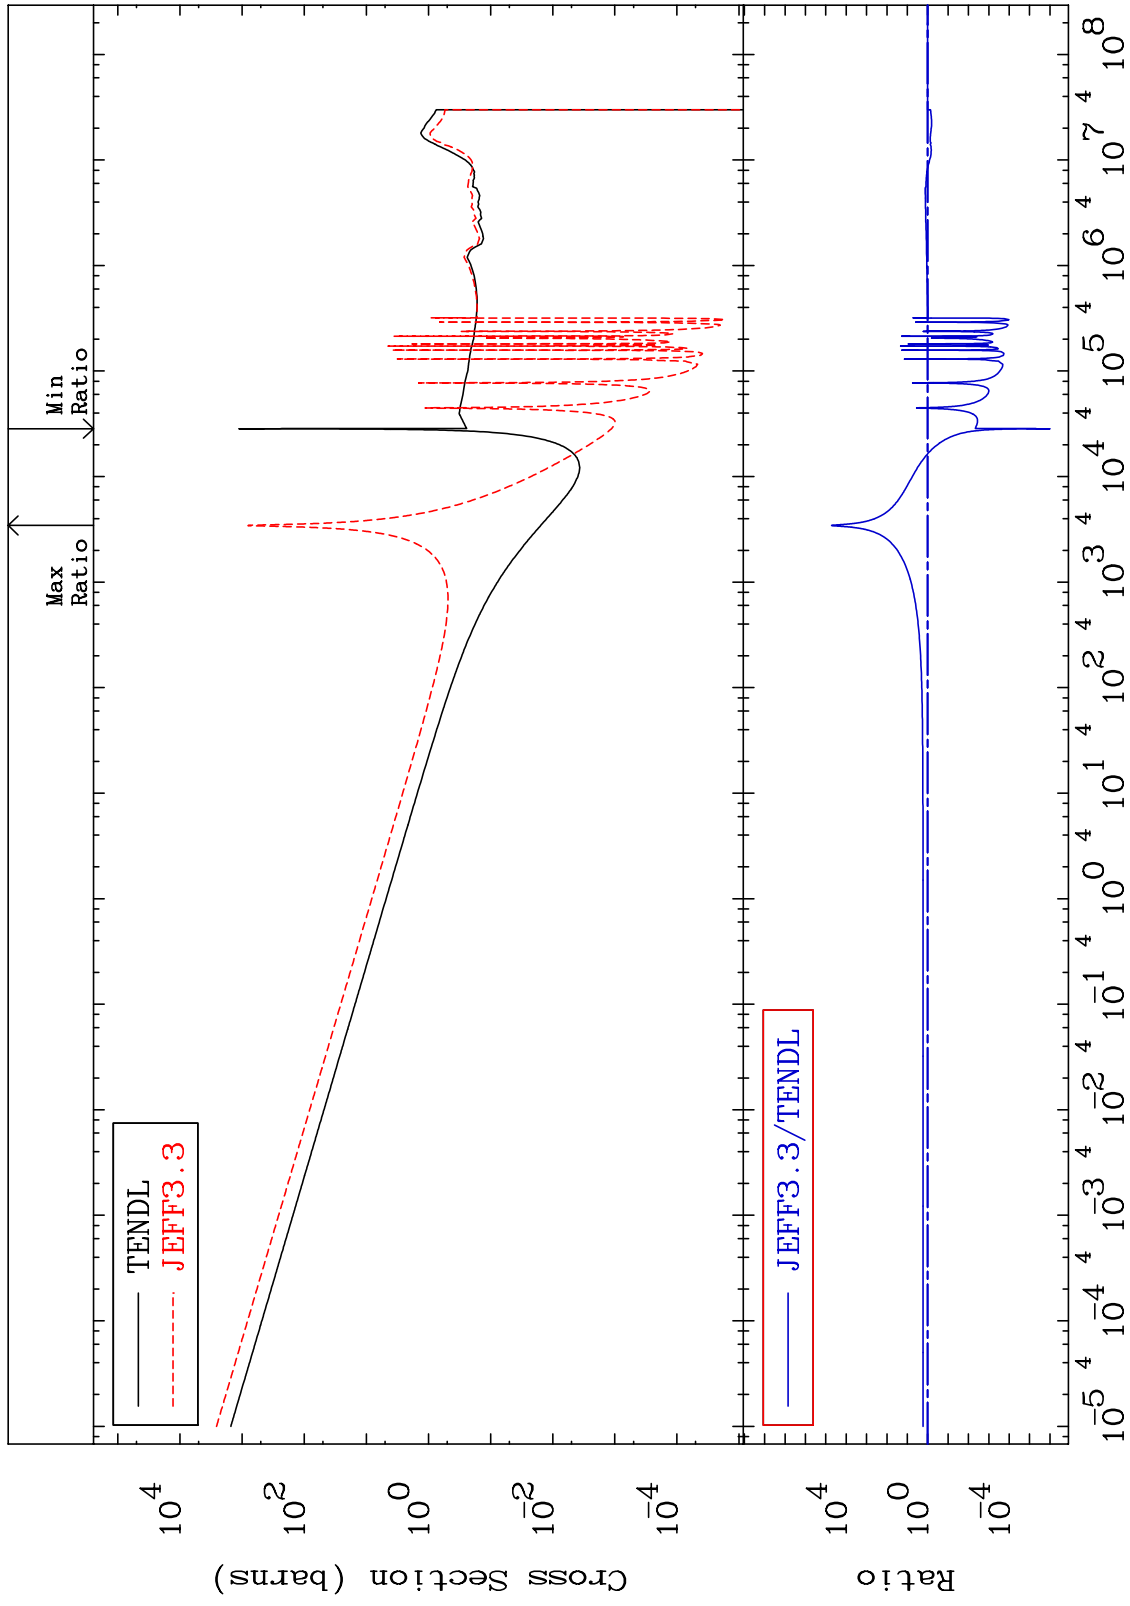 Min
Ratio
Max
Ratio
TENDL
JEFF3.3
Cross Section (barns)
10^4
10^2
10^0
10^-2
10^-4
JEFF3.3/TENDL
Ratio
10^4
10^0
10^-4
10^-5 4 10^-4 4 10^-3 4 10^-2 4 10^-1 4 10^0 4 10^1 4 10^2 4 10^3 4 10^4 4 10^5 4 10^6 4 10^7 4 10^8